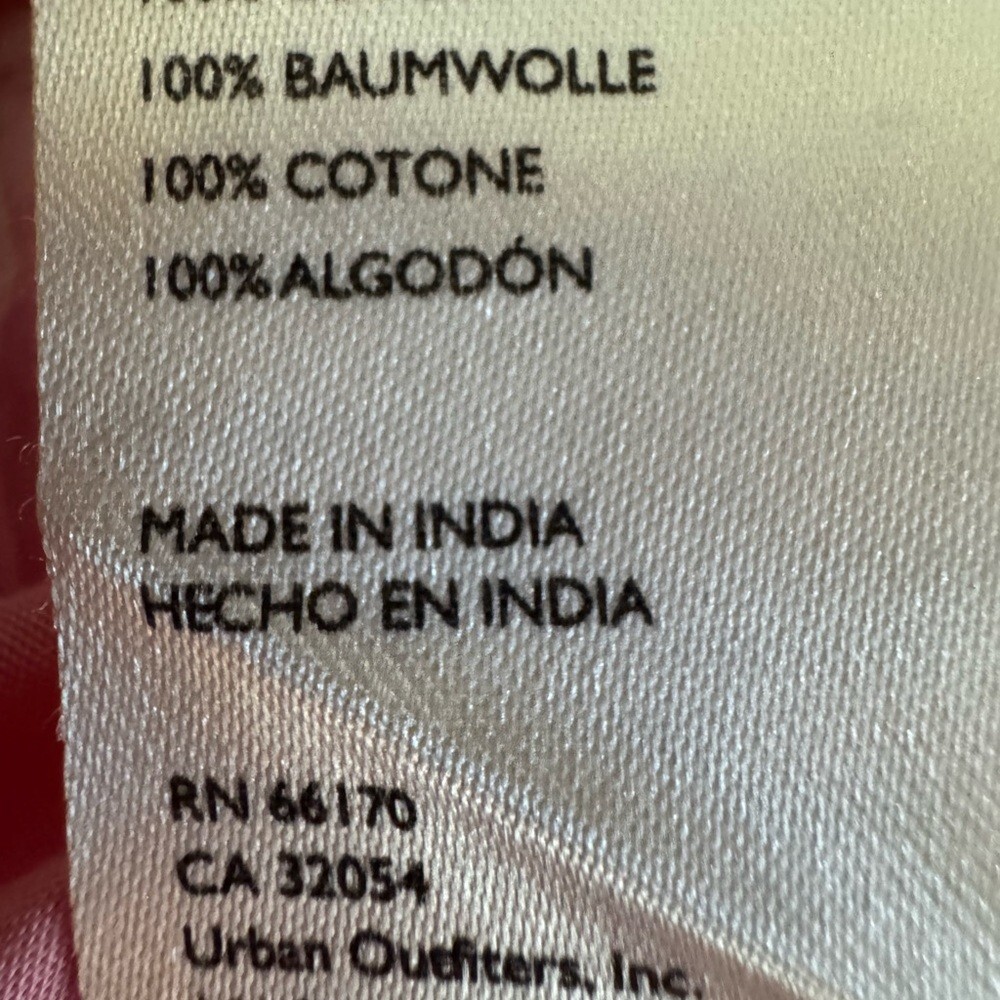 100% BAUMWOLLE
100% COTONE
100% ALGODÓN
MADE IN INDIA
HECHO EN INDIA
RN 66170
CA 32054
Urban Outfitters, Inc.